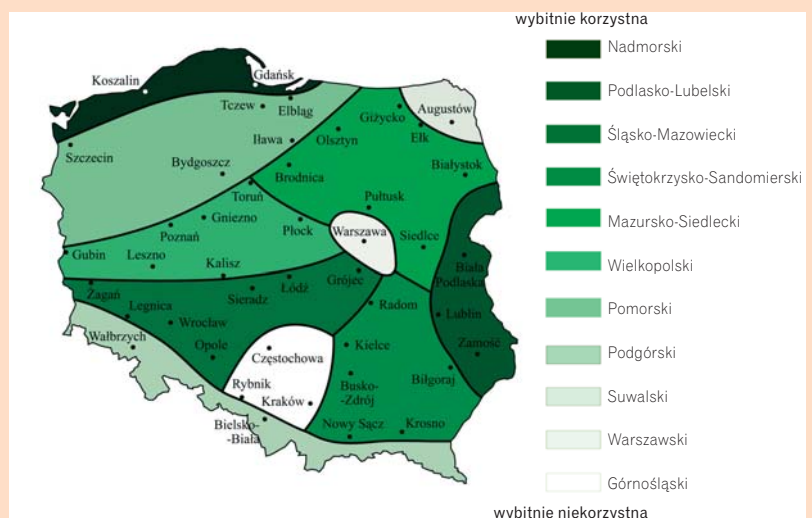 wybitnie korzystna
Nadmorski
Podlasko-Lubelski
Śląsko-Mazowiecki
Świętokrzysko-Sandomierski
Mazursko-Siedlecki
Wielkopolski
Pomorski
Podgórski
Suwalski
Warszawski
Górnośląski
wybitnie niekorzystna
Koszalin
Gdańsk
Tczew
Elbląg
Giżycko
Augustów
Szczecin
Iława
Olsztyn
Ełk
Bydgoszcz
Brodnica
Białystok
Toruń
Pułtusk
Gniezno
Poznań
Płock
Warszawa
Siedlce
Gubin
Leszno
Kalisz
Grójec
Biała
Podlaska
Żagań
Sieradz
Łódź
Legnica
Radom
Lublin
Wrocław
Wałbrzych
Opole
Częstochowa
Kielce
Zamość
Rybnik
Busko-
-Zdrój
Biłgoraj
Kraków
Bielsko-
-Biała
Nowy Sącz
Krosno